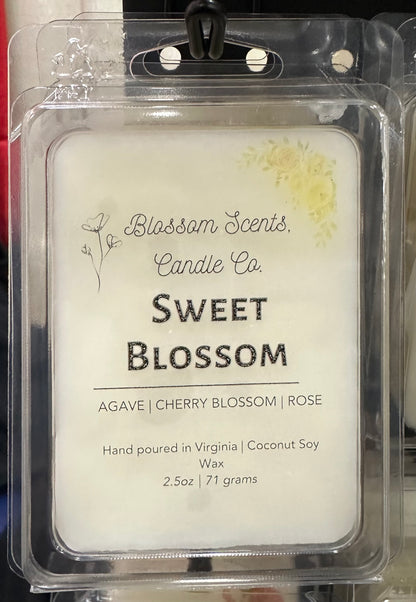 Blossom Scents,
Candle Co.
SWEET
BLOSSOM
AGAVE | CHERRY BLOSSOM | ROSE
Hand poured in Virginia | Coconut Soy
Wax
2.5oz | 71 grams